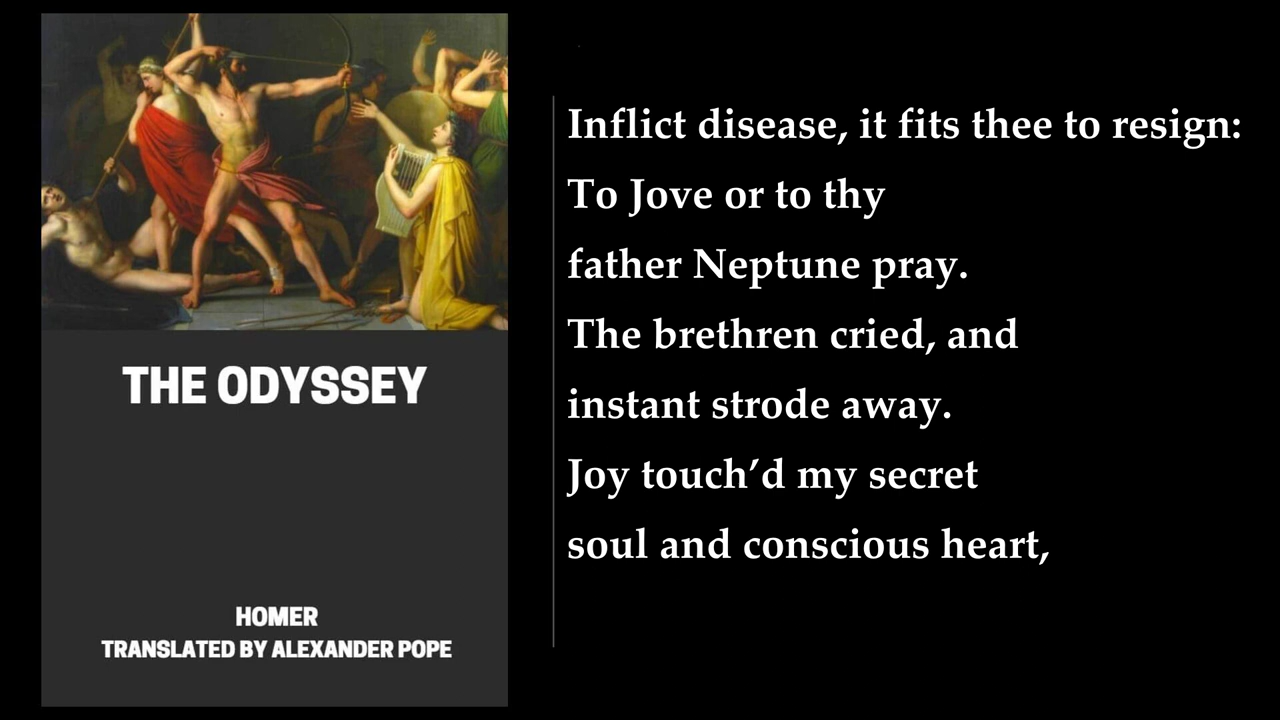 THE ODYSSEY
HOMER
TRANSLATED BY ALEXANDER POPE
Inflict disease, it fits thee to resign:
To Jove or to thy
father Neptune pray.
The brethren cried, and
instant strode away.
Joy touch’d my secret
soul and conscious heart,